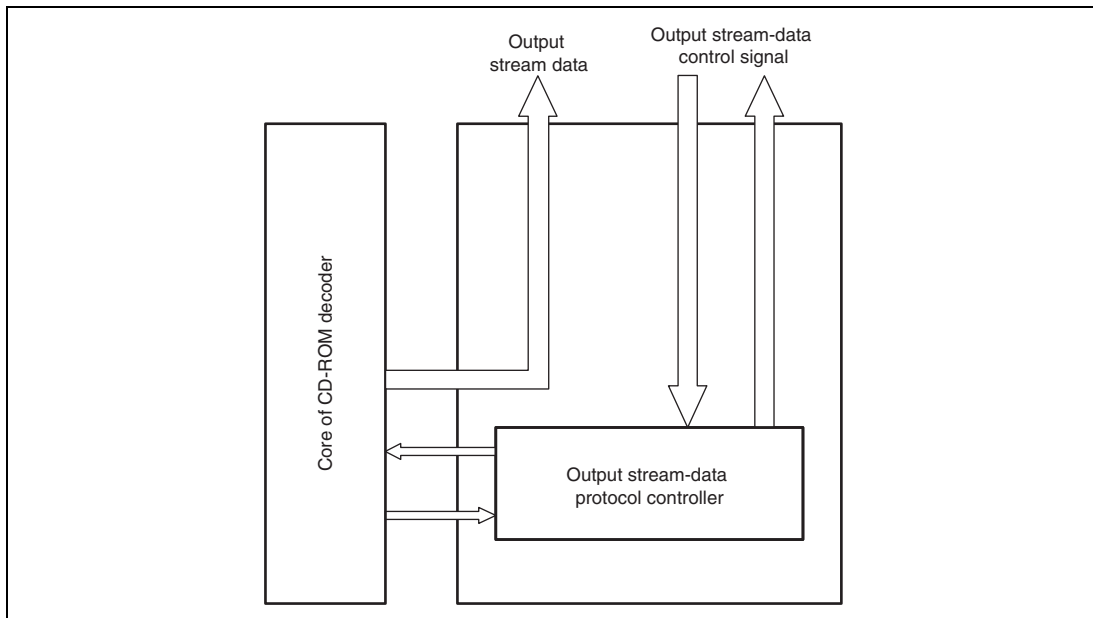 Output
stream data
Output stream-data
control signal
Core of CD-ROM decoder
Output stream-data
protocol controller